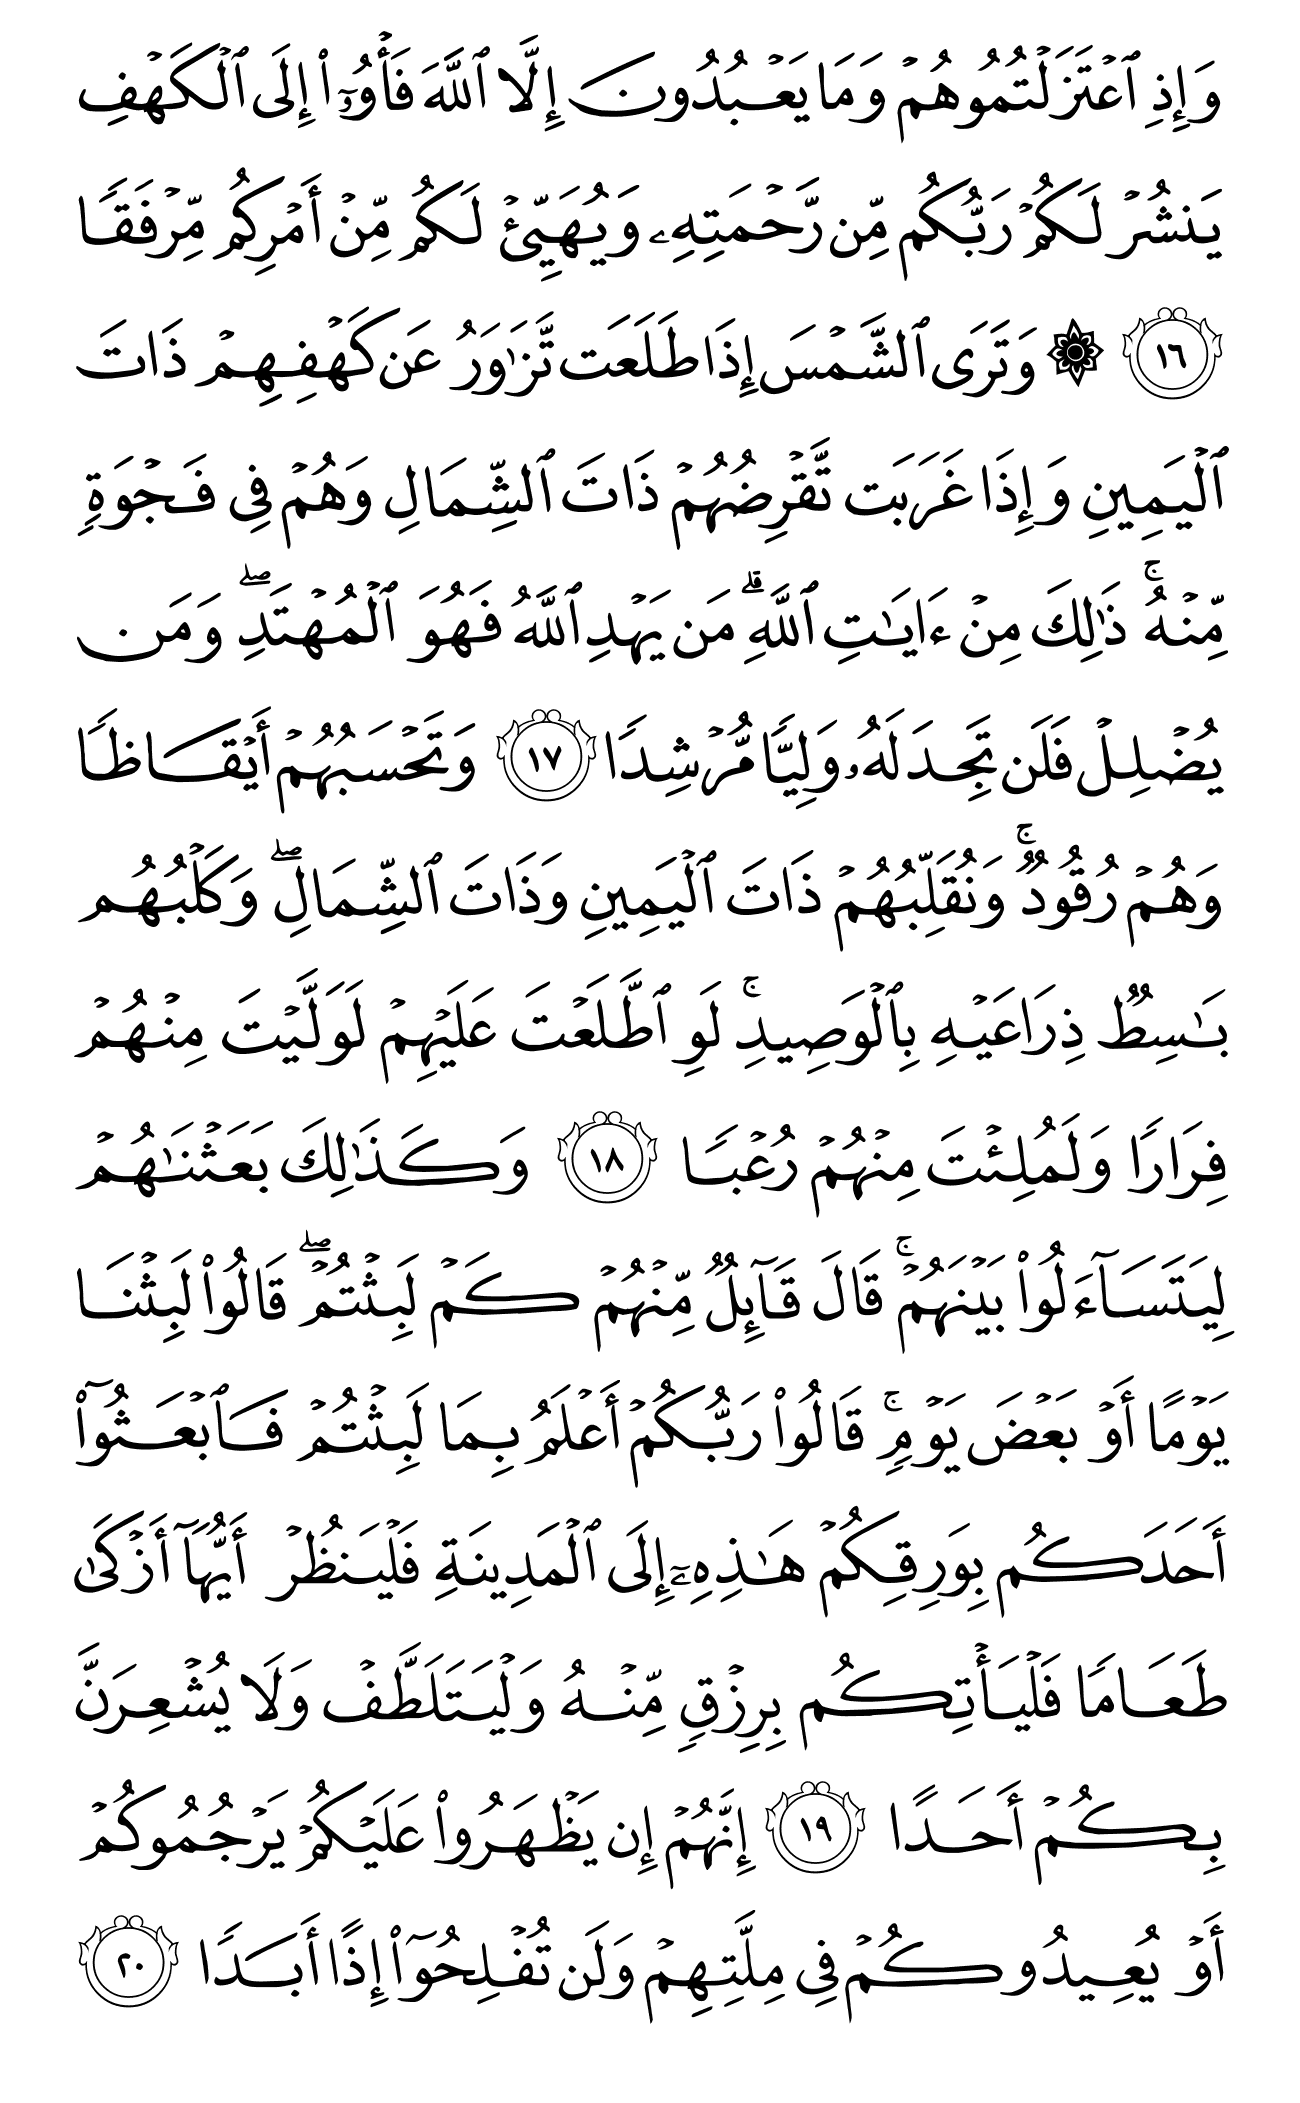 وَإِذِ ٱعۡتَزَلۡتُمُوهُمۡ وَمَا يَعۡبُدُونَ إِلَّا ٱللَّهَ فَأۡوُۥٓاْ إِلَى ٱلۡكَهۡفِ
يَنشُرۡ لَكُمۡ رَبُّكُم مِّن رَّحۡمَتِهِۦ وَيُهَيِّئۡ لَكُم مِّنۡ أَمۡرِكُم مِّرۡفَقٗا
١٦ ۞ وَتَرَى ٱلشَّمۡسَ إِذَا طَلَعَت تَّزَٰوَرُ عَن كَهۡفِهِمۡ ذَاتَ
ٱلۡيَمِينِ وَإِذَا غَرَبَت تَّقۡرِضُهُمۡ ذَاتَ ٱلشِّمَالِ وَهُمۡ فِي فَجۡوَةٖ
مِّنۡهُۚ ذَٰلِكَ مِنۡ ءَايَٰتِ ٱللَّهِۗ مَن يَهۡدِ ٱللَّهُ فَهُوَ ٱلۡمُهۡتَدِۖ وَمَن
يُضۡلِلۡ فَلَن تَجِدَ لَهُۥ وَلِيّٗا مُّرۡشِدٗا ١٧ وَتَحۡسَبُهُمۡ أَيۡقَاظٗا
وَهُمۡ رُقُودٞۚ وَنُقَلِّبُهُمۡ ذَاتَ ٱلۡيَمِينِ وَذَاتَ ٱلشِّمَالِۖ وَكَلۡبُهُم
بَٰسِطٞ ذِرَاعَيۡهِ بِٱلۡوَصِيدِۚ لَوِ ٱطَّلَعۡتَ عَلَيۡهِمۡ لَوَلَّيۡتَ مِنۡهُمۡ
فِرَارٗا وَلَمُلِئۡتَ مِنۡهُمۡ رُعۡبٗا ١٨ وَكَذَٰلِكَ بَعَثۡنَٰهُمۡ
لِيَتَسَآءَلُواْ بَيۡنَهُمۡۚ قَالَ قَآئِلٞ مِّنۡهُمۡ كَمۡ لَبِثۡتُمۡۖ قَالُواْ لَبِثۡنَا
يَوۡمًا أَوۡ بَعۡضَ يَوۡمٖۚ قَالُواْ رَبُّكُمۡ أَعۡلَمُ بِمَا لَبِثۡتُمۡ فَٱبۡعَثُوٓاْ
أَحَدَكُم بِوَرِقِكُمۡ هَٰذِهِۦٓ إِلَى ٱلۡمَدِينَةِ فَلۡيَنظُرۡ أَيُّهَآ أَزۡكَىٰ
طَعَامٗا فَلۡيَأۡتِكُم بِرِزۡقٖ مِّنۡهُ وَلۡيَتَلَطَّفۡ وَلَا يُشۡعِرَنَّ
بِكُمۡ أَحَدًا ١٩ إِنَّهُمۡ إِن يَظۡهَرُواْ عَلَيۡكُمۡ يَرۡجُمُوكُمۡ
أَوۡ يُعِيدُوكُمۡ فِي مِلَّتِهِمۡ وَلَن تُفۡلِحُوٓاْ إِذًا أَبَدٗا ٢٠